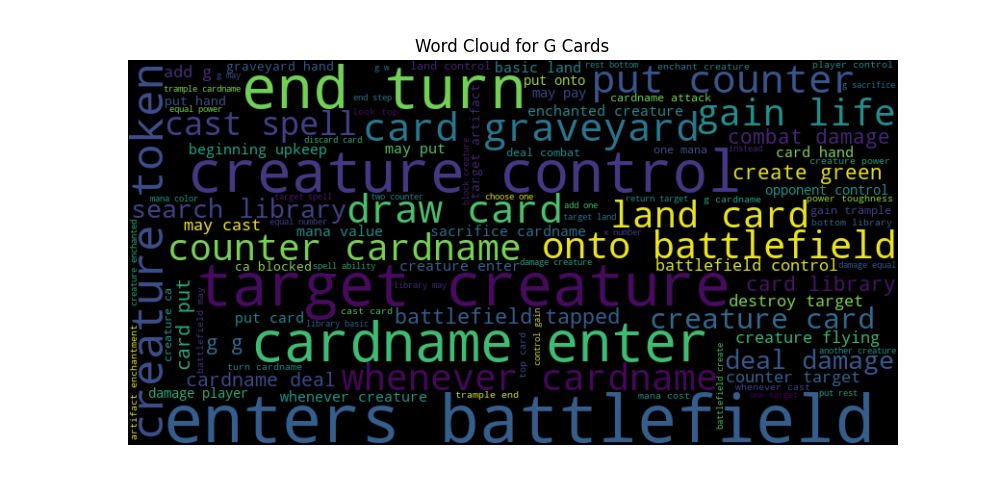 Word Cloud for G Cards
creature token
add g
graveyard hand
g may
trample cardname
put hand
equal power
end turn
g w
land control
end step
look top
basic land
rest bottom
put onto
may pay
enchant creature
put counter
player control
g sacrifice
cardname attack
enchanted creature
gain life
cast spell
discard card
card graveyard
target artifact
combat damage
beginning upkeep
may put
block creature
deal combat
one mana
instead
card hand
creature power
creature control
create green
opponent control
mana color
target spell
two counter
choose one
return target
g cardname
power toughness
search library
draw card
add one
target land
land card
gain trample
bottom library
may cast
equal number
mana value
sacrifice cardname
x number
creature enchanted
counter cardname
onto battlefield
ca blocked
spell ability
creature enter
damage creature
battlefield control
damage equal
target creature
library may
card library
creature ca
card put
battlefield may
destroy target
put card
cast card
library basic
battlefield tapped
control gain
creature card
artifact enchantment
g g
cardname enter
top card
creature flying
another creature
battlefield create
deal damage
turn cardname
cardname deal
whenever cardname
counter target
damage player
whenever creature
trample end
mana cost
whenever cast
one target
put rest
enters battlefield